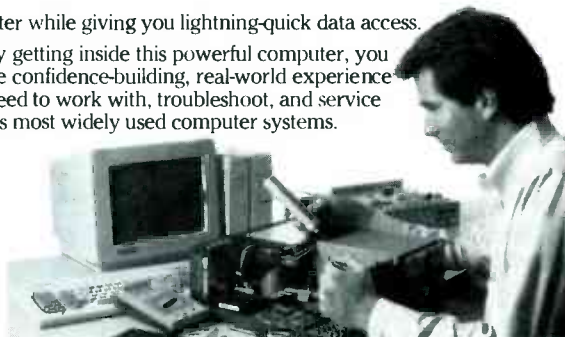 ter while giving you lightning-quick data access.
y getting inside this powerful computer, you
e confidence-building, real-world experience
eed to work with, troubleshoot, and service
s most widely used computer systems.